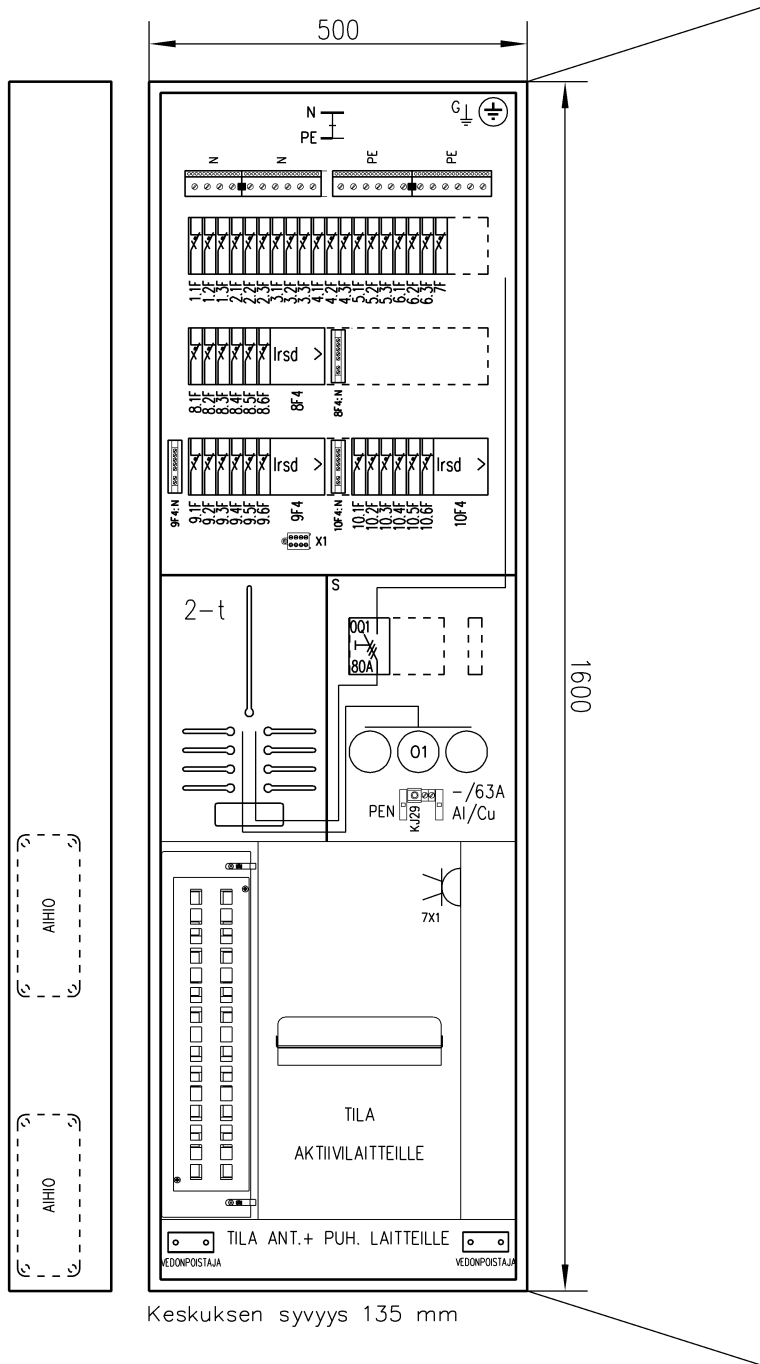 500
N
PE
G
N N PE PE
1.1F 1.2F 1.3F 2.1F 2.2F 2.3F 3.1F 3.2F 3.3F 4.1F 4.2F 4.3F 5.1F 5.2F 5.3F 6.1F 6.2F 6.3F 7F
Irsd >
8.1F 8.2F 8.3F 8.4F 8.5F 8.6F 8F4 8F4:N
Irsd > Irsd >
9F4:N 9.1F 9.2F 9.3F 9.4F 9.5F 9.6F 9F4 10F4:N 10.1F 10.2F 10.3F 10.4F 10.5F 10.6F 10F4
X1
S
2-t
0Q1
80A
1600
01
PEN
KJ29
-/63A
Al/Cu
AIHIO
7X1
TILA
AKTIIVILAITTEILLE
AIHIO
TILA ANT.+ PUH. LAITTEILLE
VEDONPOISTAJA VEDONPOISTAJA
Keskuksen syvyys 135 mm